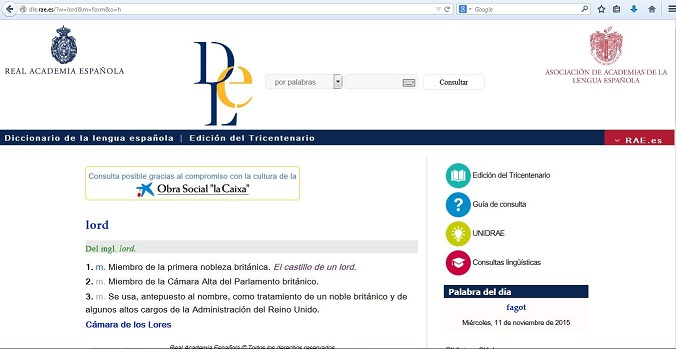 dle.rae.es/?w=lord&m=form&o=h
Google
REAL ACADEMIA ESPAÑOLA
DLe
por palabras
Consultar
ASOCIACIÓN DE ACADEMIAS DE LA
LENGUA ESPAÑOLA
Diccionario de la lengua española | Edición del Tricentenario
RAE.es
Consulta posible gracias al compromiso con la cultura de la
Obra Social "la Caixa"
lord
Del ingl. lord.
1. m. Miembro de la primera nobleza británica. El castillo de un lord.
2. m. Miembro de la Cámara Alta del Parlamento británico.
3. m. Se usa, antepuesto al nombre, como tratamiento de un noble británico y de
algunos altos cargos de la Administración del Reino Unido.
Cámara de los Lores
Real Academia Española © Todos los derechos reservados
Edición del Tricentenario
Guía de consulta
UNIDRAE
Consultas lingüísticas
Palabra del día
fagot
Miércoles, 11 de noviembre de 2015